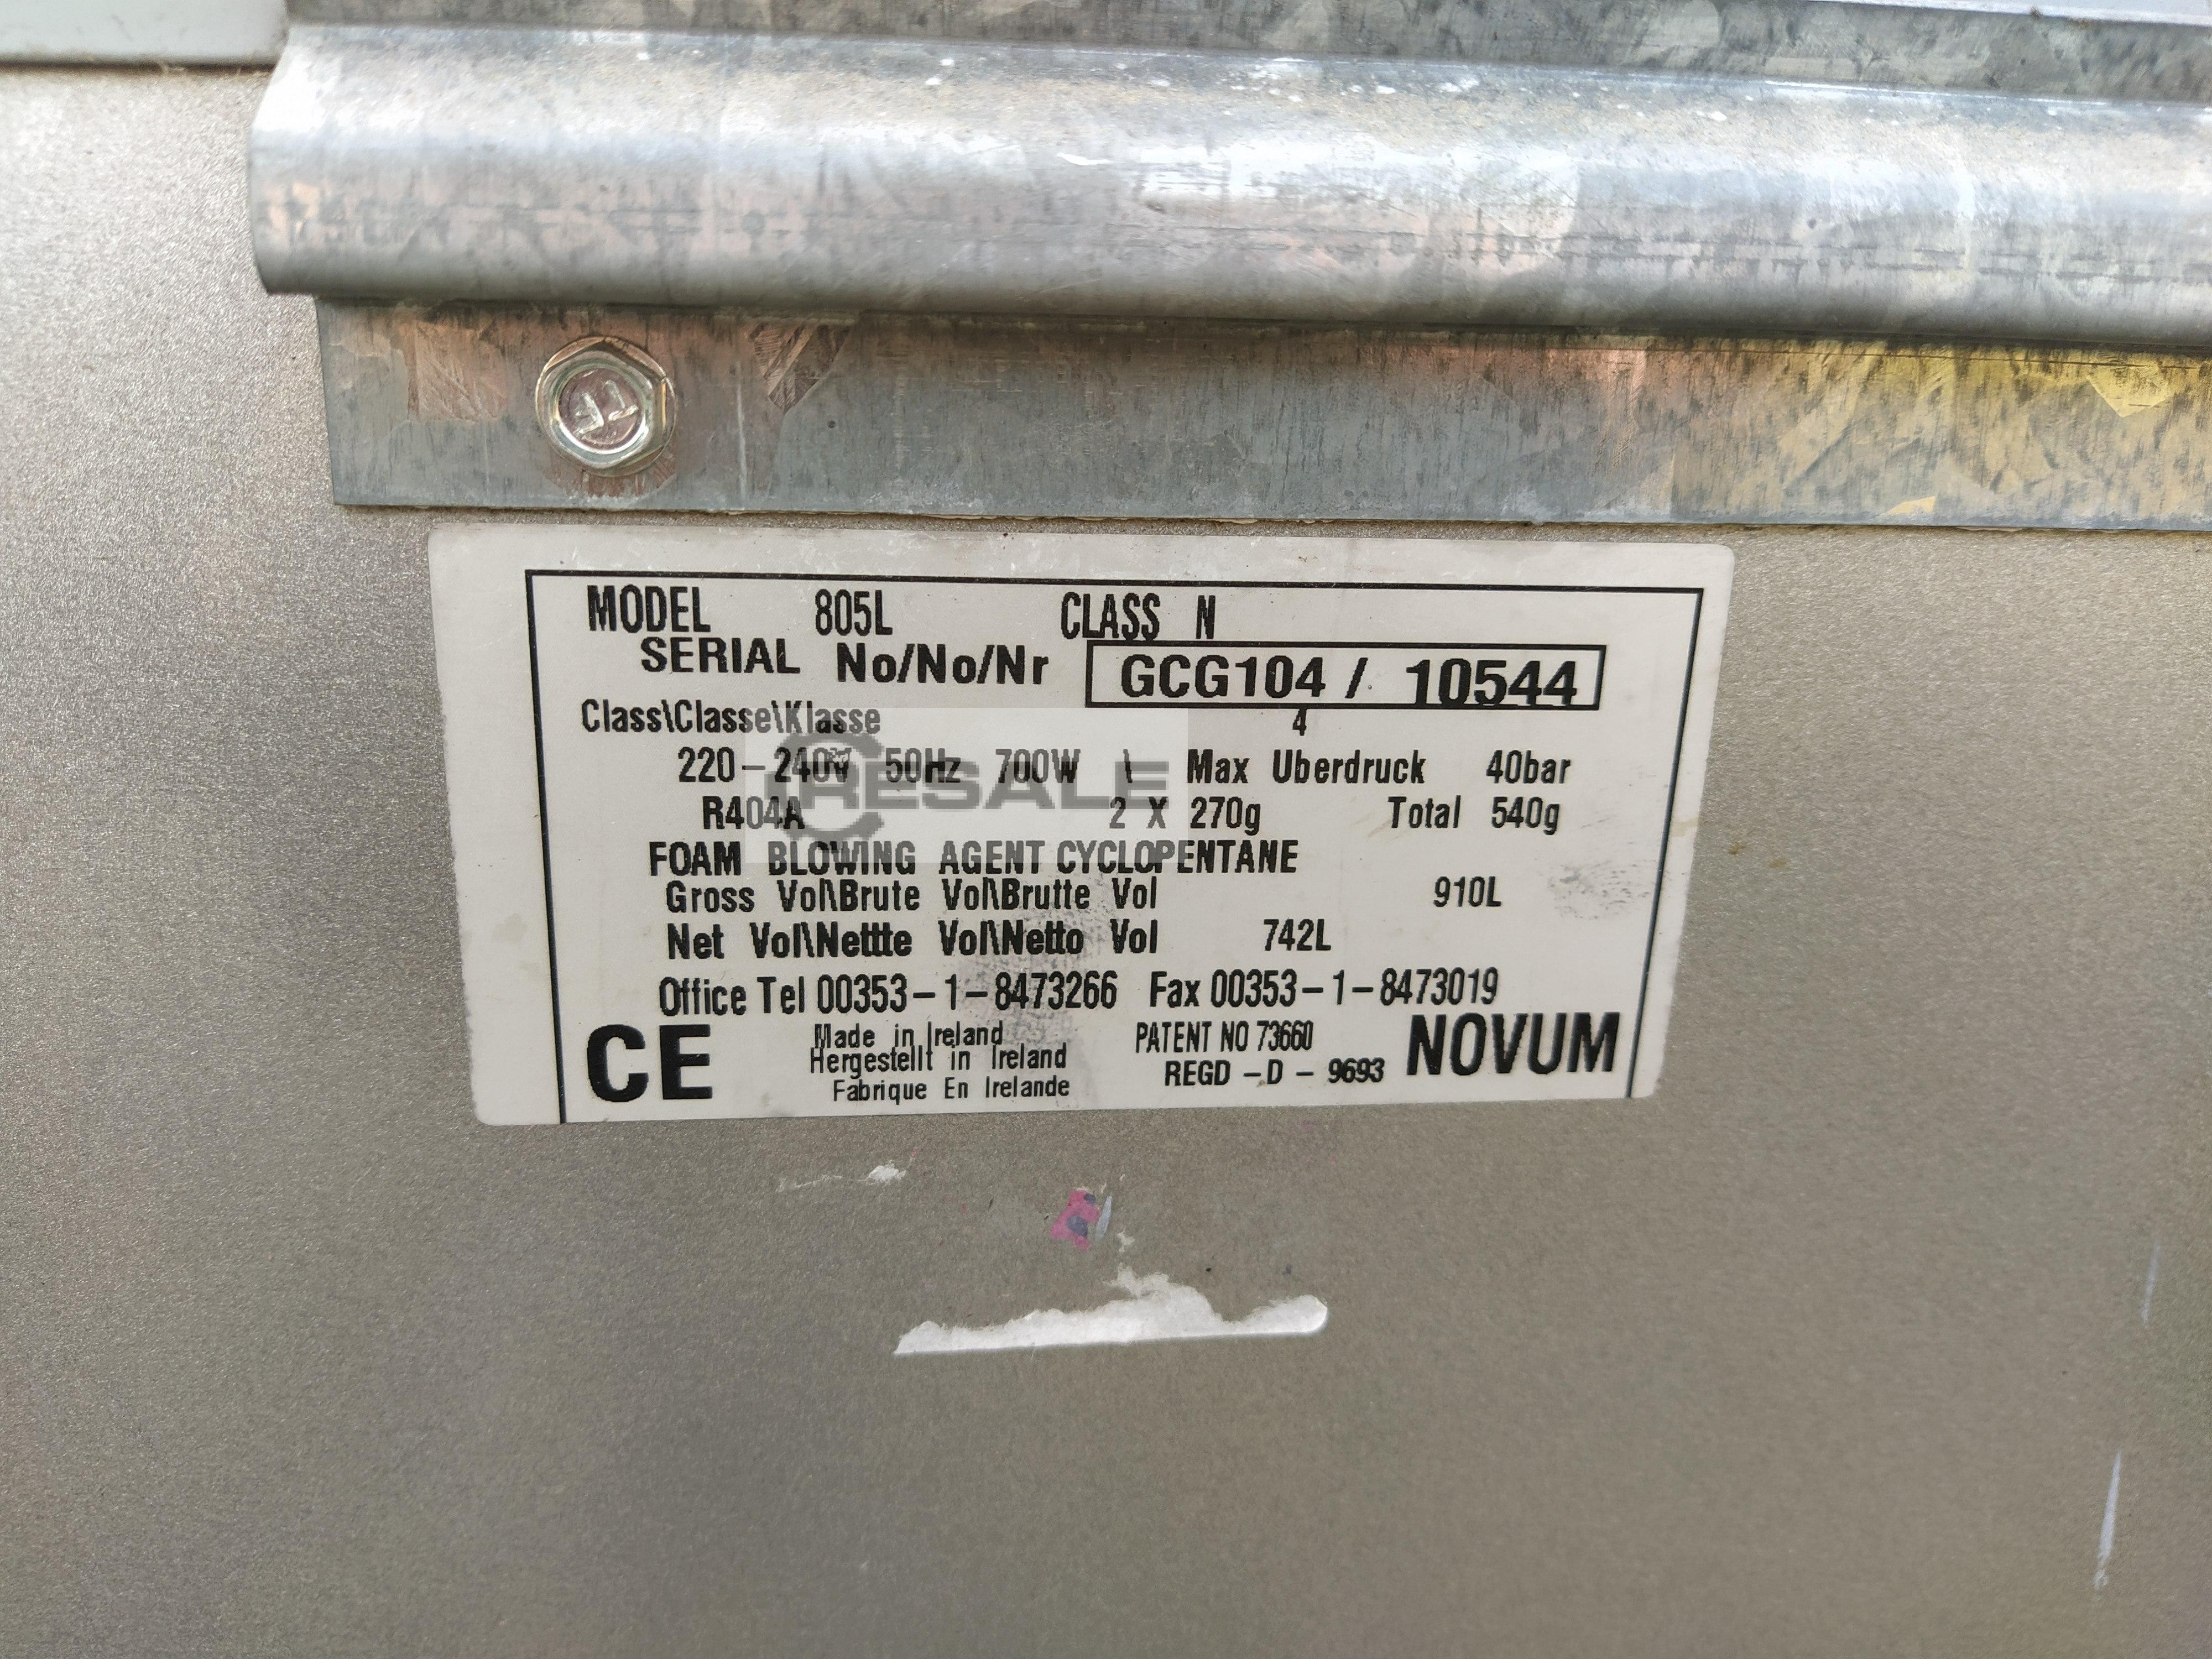 MODEL 805L CLASS N
SERIAL No/No/Nr GCG104 / 10544
Class\Classe\Klasse 4
220-240V 50Hz 700W \ Max Uberdruck 40bar
RESALE
R404A 2 X 270g Total 540g
FOAM BLOWING AGENT CYCLOPENTANE
Gross Vol\Brute Vol\Brutte Vol 910L
Net Vol\Nettte Vol\Netto Vol 742L
Office Tel 00353-1-8473266 Fax 00353-1-8473019
CE
Made in Ireland
Hergestellt in Ireland
Fabrique En Irelande
PATENT NO 73660
REGD -D - 9693
NOVUM